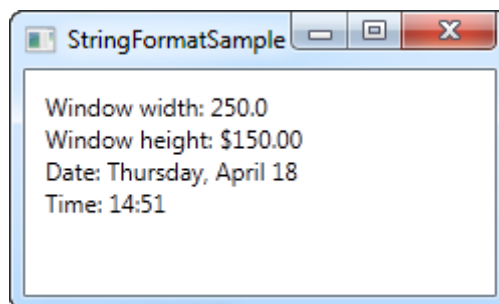 StringFormatSample
Window width: 250.0
Window height: $150.00
Date: Thursday, April 18
Time: 14:51